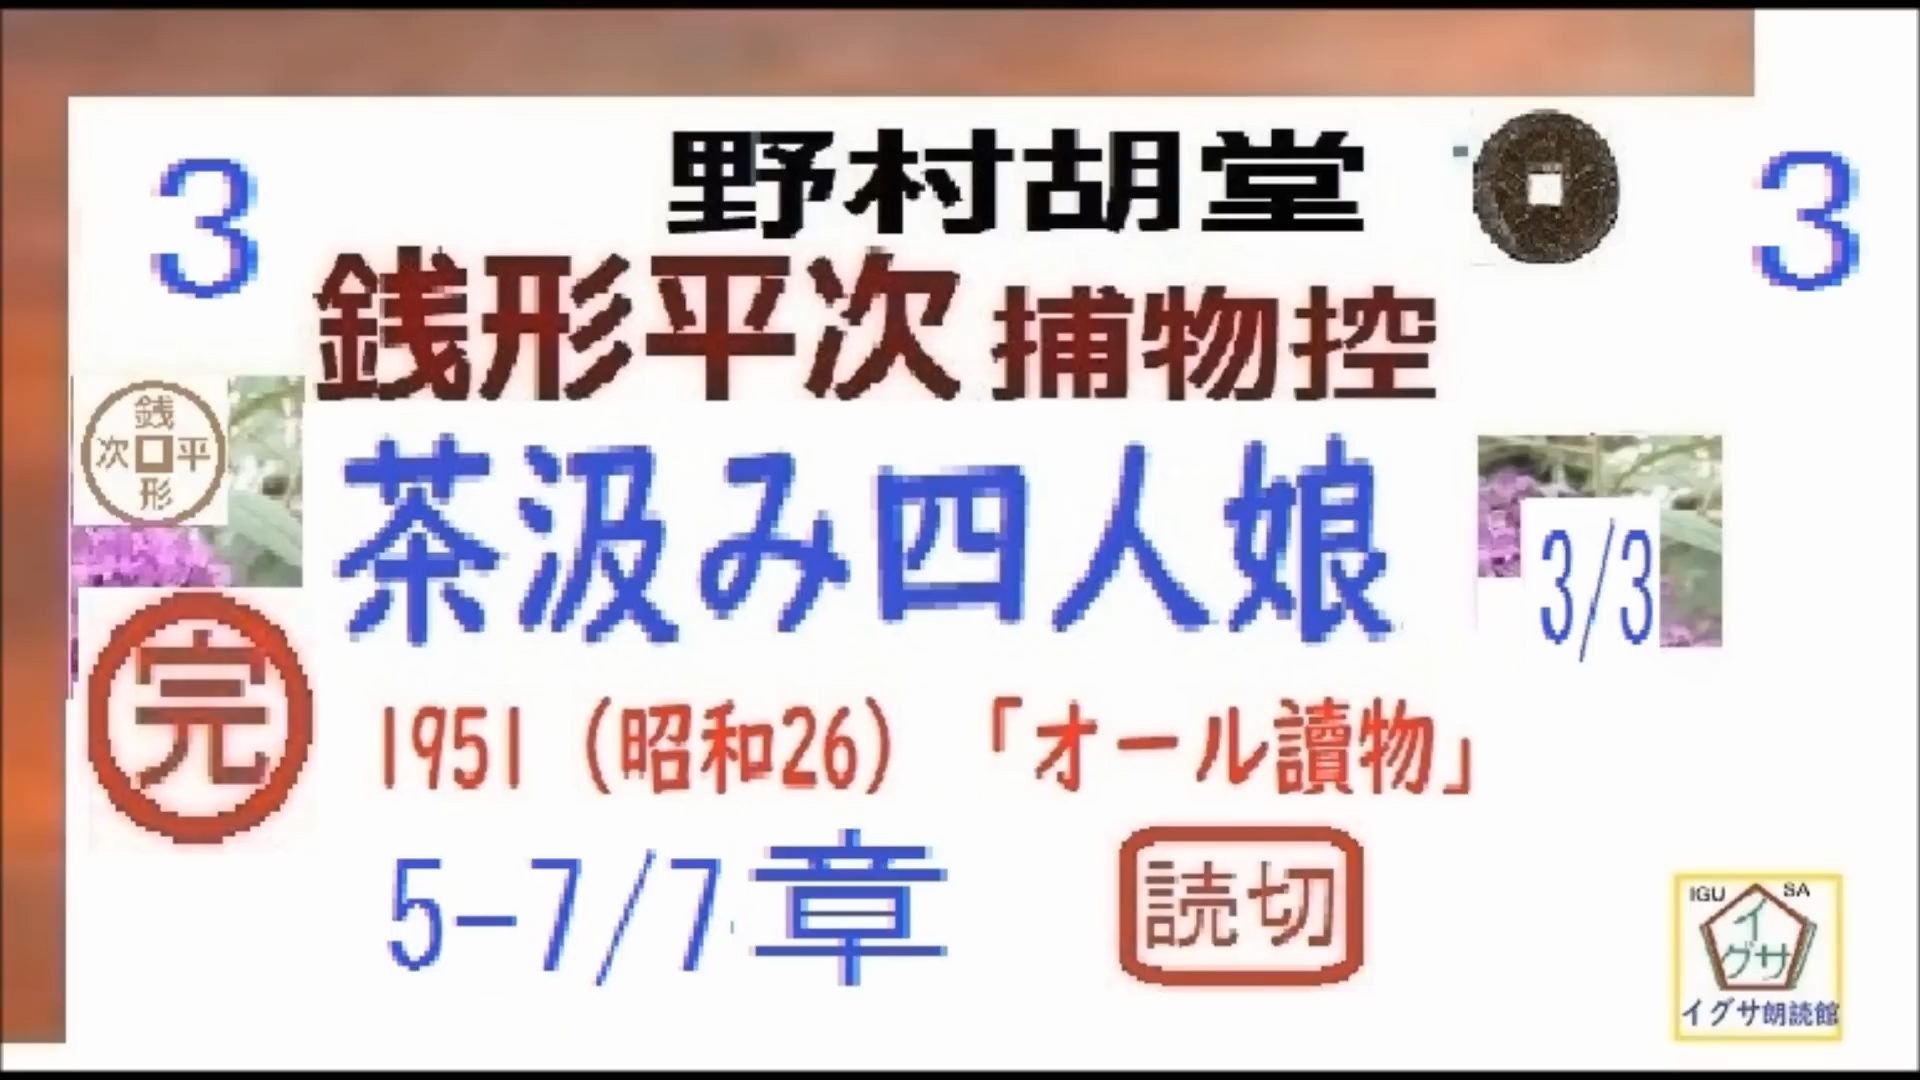 3
野村胡堂
3
銭形平次 捕物控
銭
次 平
形
茶汲み四人娘
3/3
完
1951（昭和26）「オール讀物」
5-7/7 章
読切
IGU SA
イ
グサ
イグサ朗読館